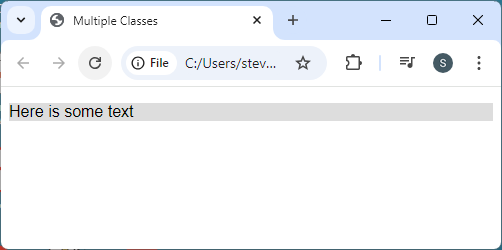 Multiple Classes
File C:/Users/stev...
S
Here is some text